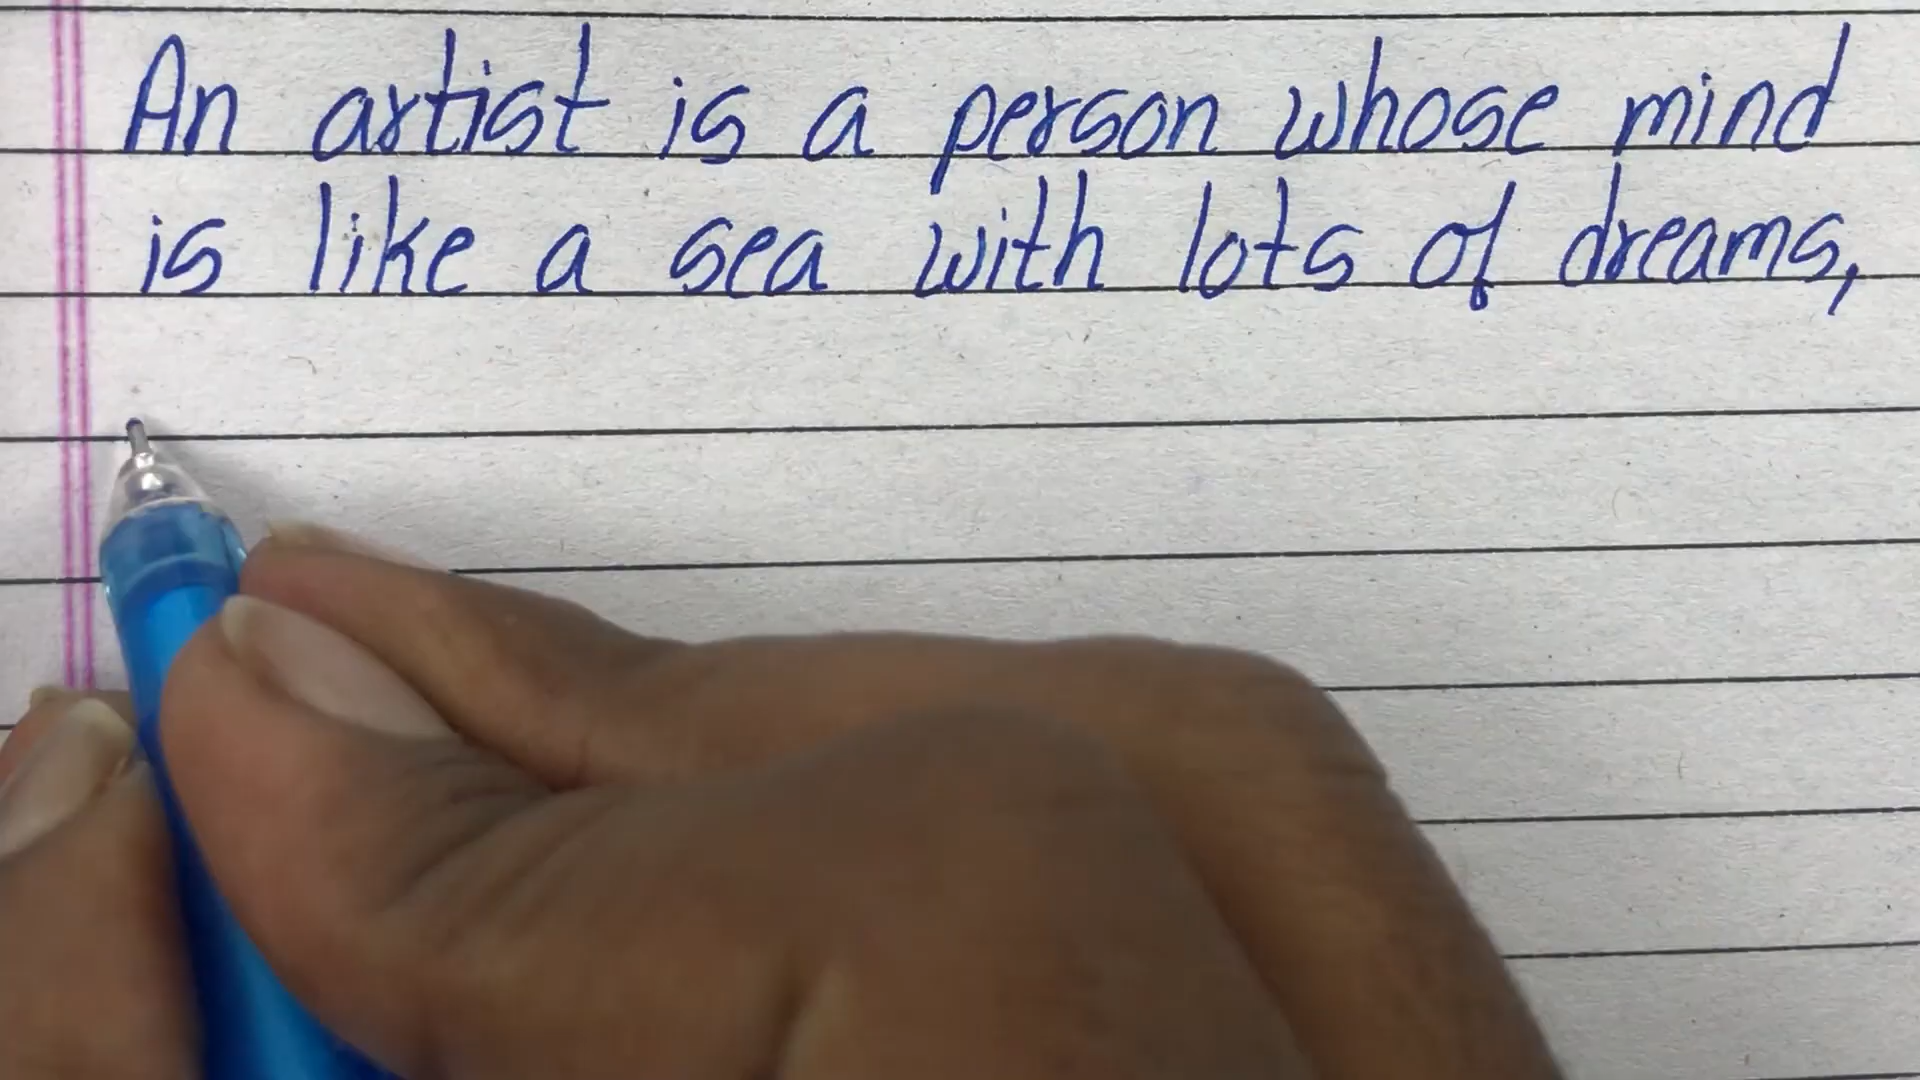 An artist is a person whose mind
is like a sea with lots of dreams,